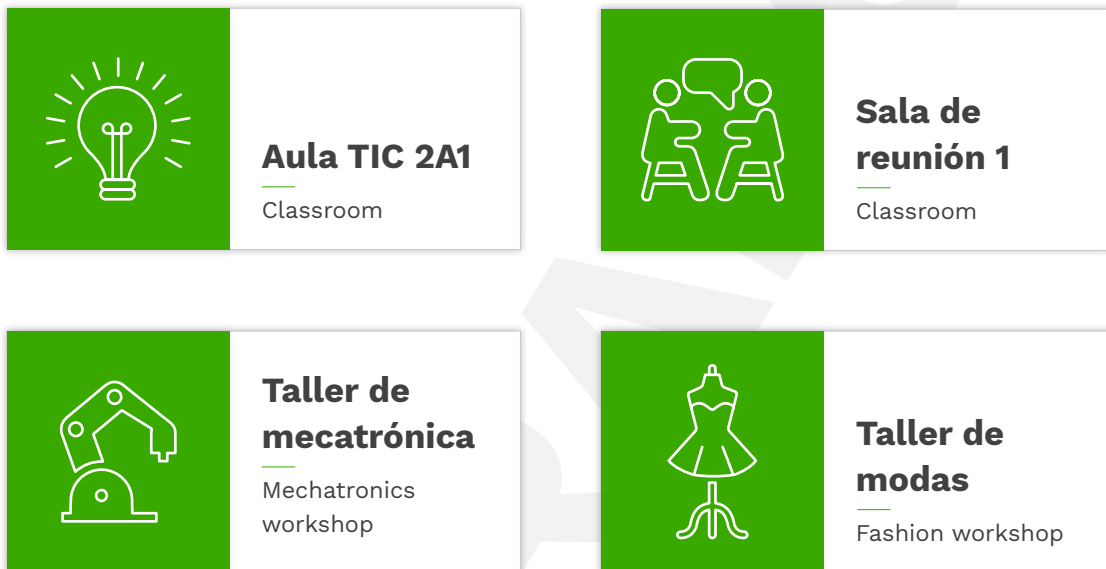 Aula TIC 2A1
Classroom
Sala de
reunión 1
Classroom
Taller de
mecatrónica
Mechatronics
workshop
Taller de
modas
Fashion workshop